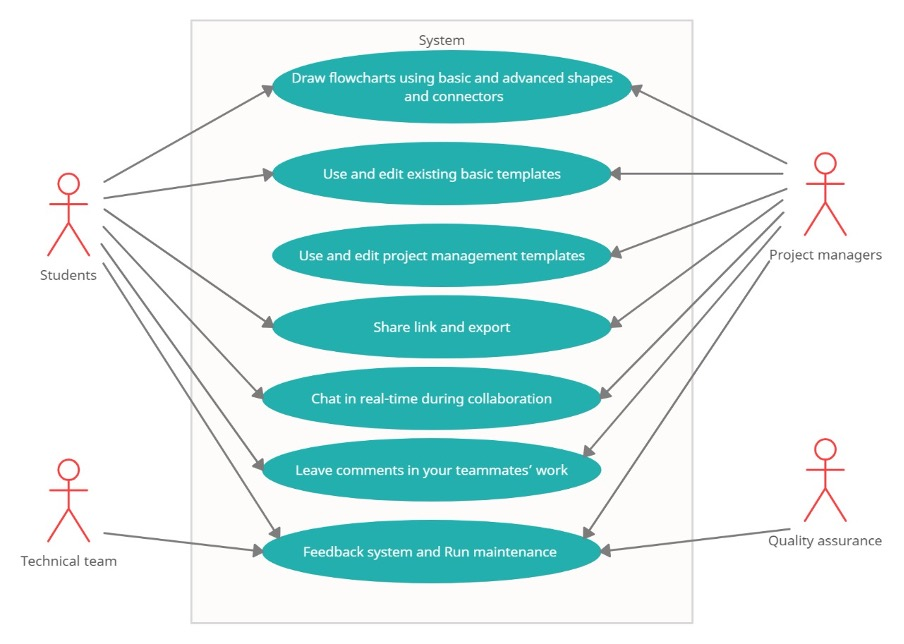 System
Draw flowcharts using basic and advanced shapes
and connectors
Use and edit existing basic templates
Use and edit project management templates
Share link and export
Chat in real-time during collaboration
Leave comments in your teammates’ work
Feedback system and Run maintenance
Students
Technical team
Project managers
Quality assurance